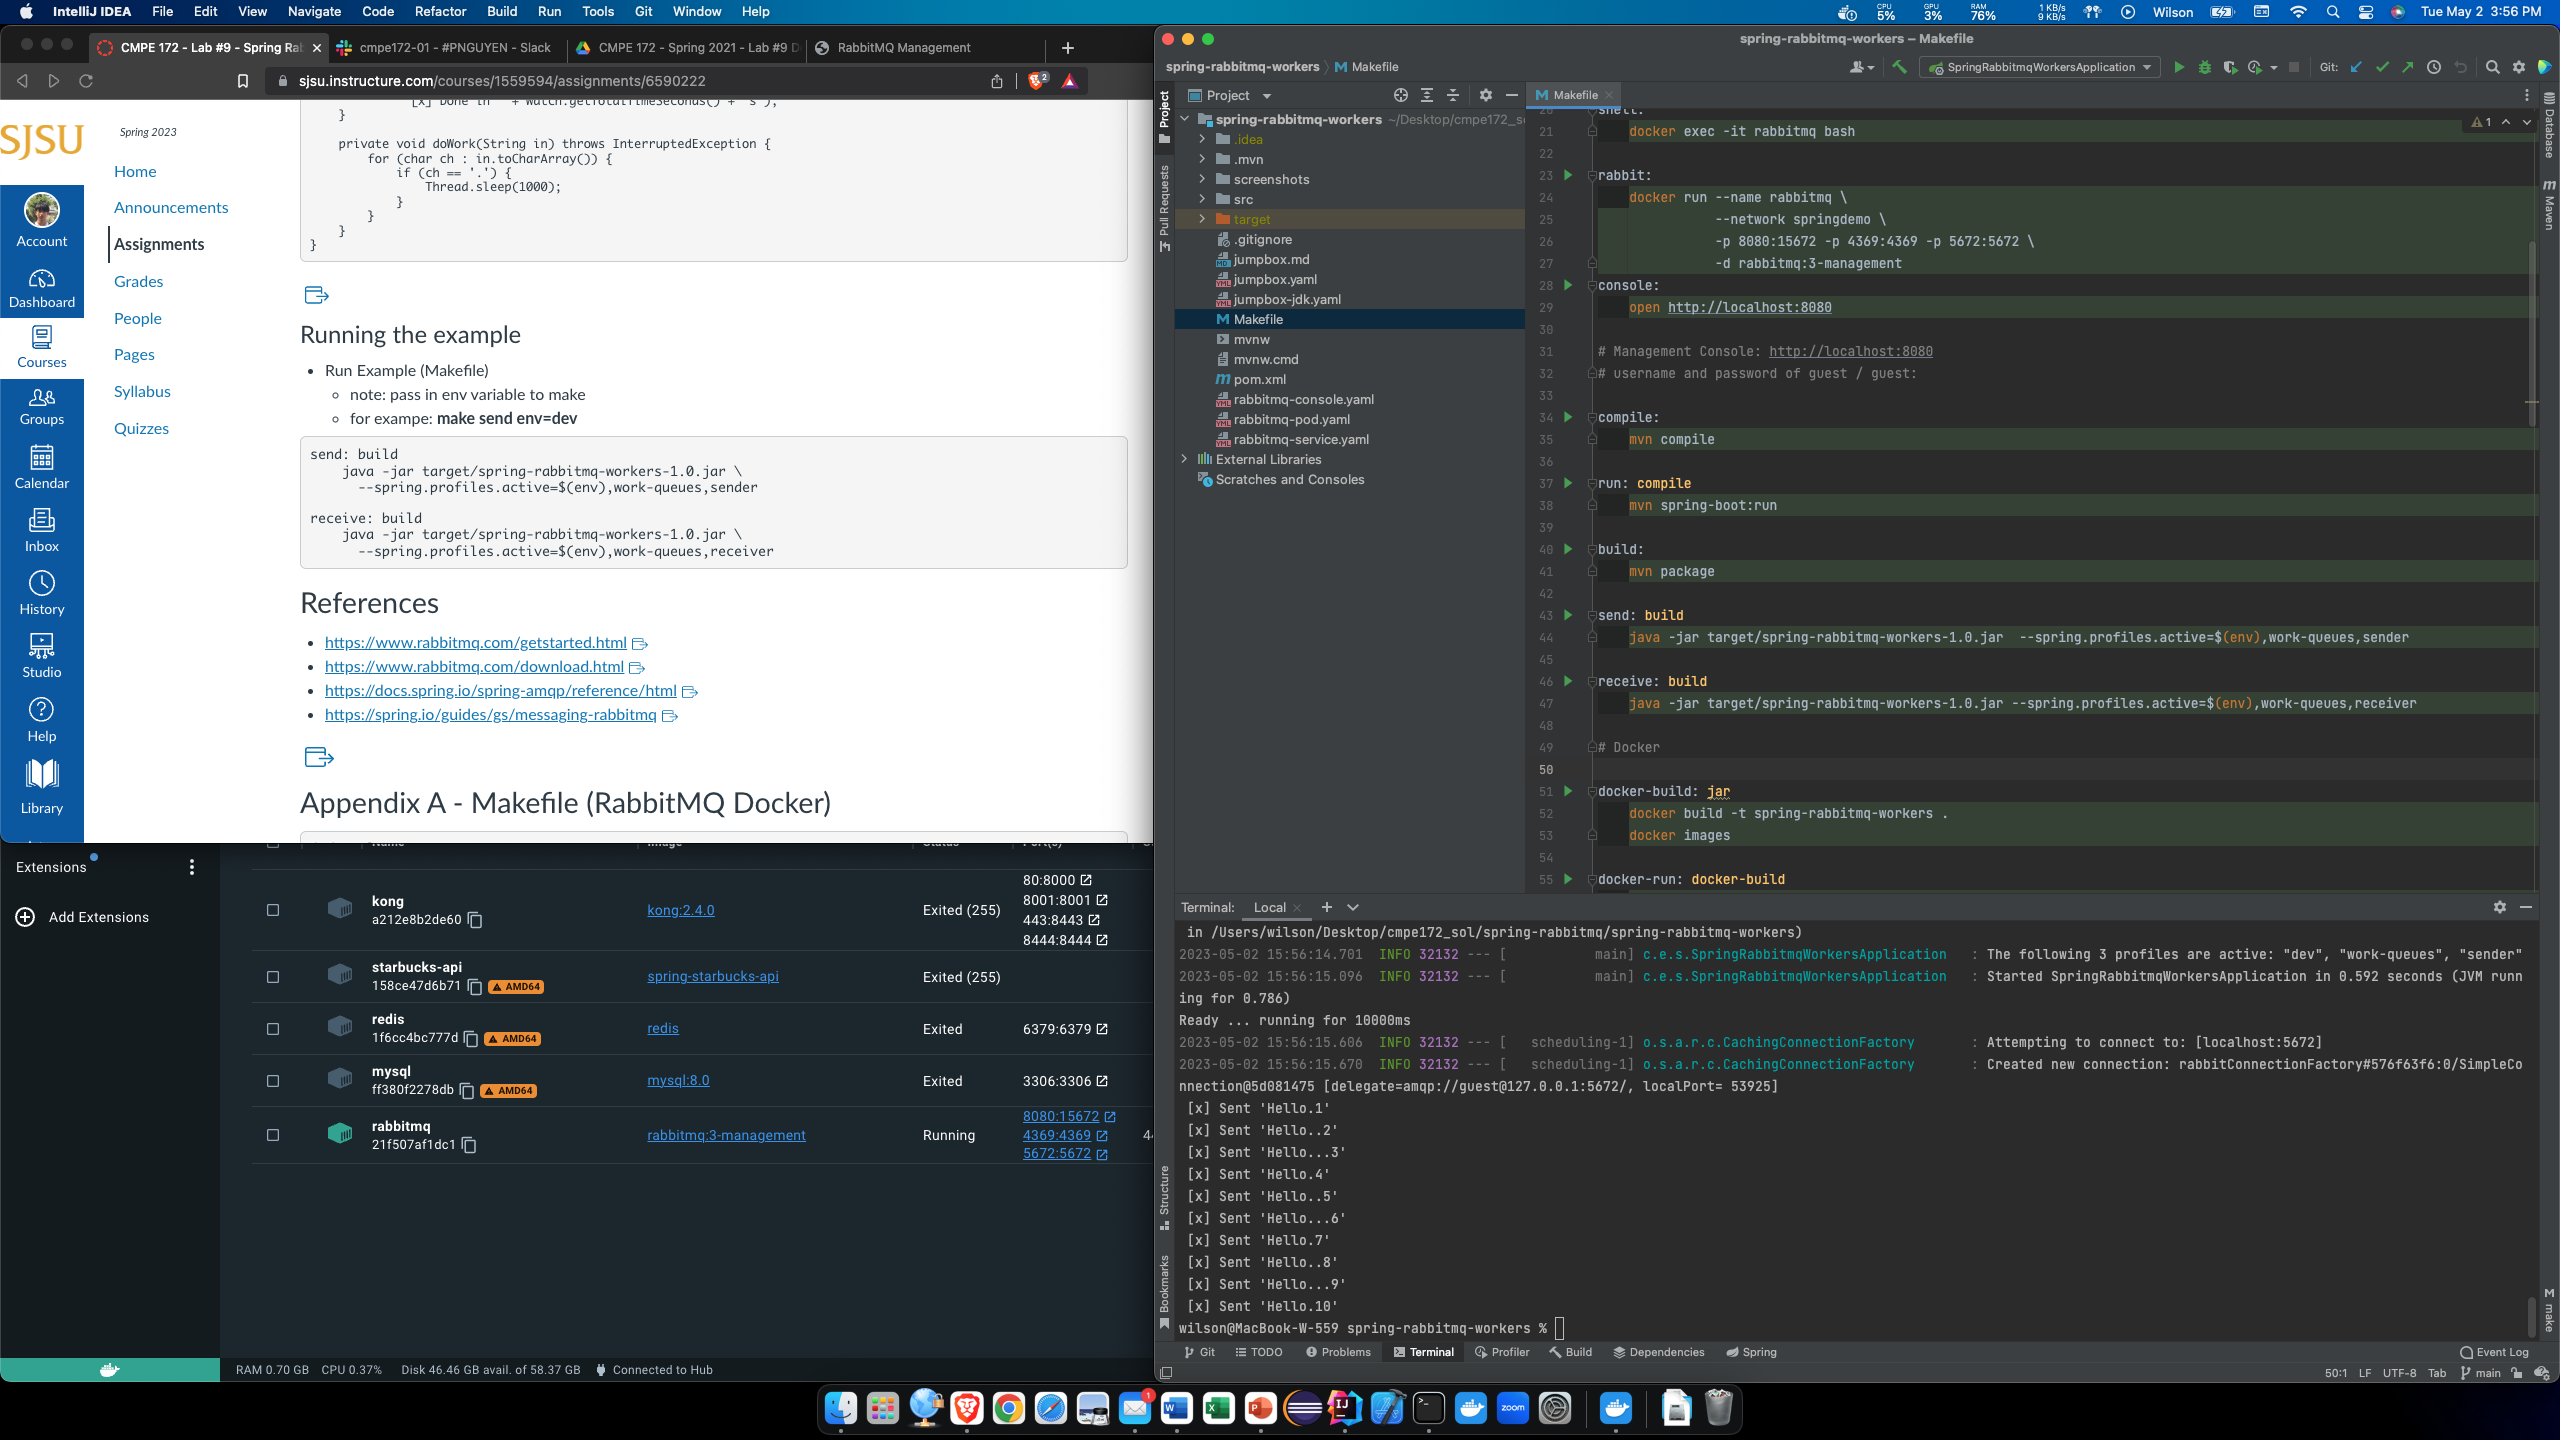 IntelliJ IDEA File Edit View Navigate Code Refactor Build Run Tools Git Window Help
CPU 5% GPU 3% RAM 76% 1 KB/s 9 KB/s Wilson Tue May 2 3:56 PM
CMPE 172 - Lab #9 - Spring Ra
cmpe172-01 - #PNGUYEN - Slack
CMPE 172 - Spring 2021 - Lab #9 D
RabbitMQ Management
sjsu.instructure.com/courses/1559594/assignments/6590222
2
SJSU
Account
Dashboard
Courses
Groups
Calendar
Inbox
History
Studio
Help
Library
Spring 2023
Home
Announcements
Assignments
Grades
People
Pages
Syllabus
Quizzes
[x] Done in " + watch.getTotalTimeSeconds() + "s");
}
private void doWork(String in) throws InterruptedException {
for (char ch : in.toCharArray()) {
if (ch == '.') {
Thread.sleep(1000);
}
}
}
}
Running the example
• Run Example (Makefile)
note: pass in env variable to make
for exampe: make send env=dev
send: build
java -jar target/spring-rabbitmq-workers-1.0.jar \
--spring.profiles.active=$(env),work-queues,sender
receive: build
java -jar target/spring-rabbitmq-workers-1.0.jar \
--spring.profiles.active=$(env),work-queues,receiver
References
• https://www.rabbitmq.com/getstarted.html
• https://www.rabbitmq.com/download.html
• https://docs.spring.io/spring-amqp/reference/html
• https://spring.io/guides/gs/messaging-rabbitmq
Appendix A - Makefile (RabbitMQ Docker)
Extensions
Add Extensions
Name Image Status Port(s)
kong
a212e8b2de60
kong:2.4.0
Exited (255)
80:8000
8001:8001
443:8443
8444:8444
starbucks-api
158ce47d6b71 AMD64
spring-starbucks-api
Exited (255)
redis
1f6cc4bc777d AMD64
redis
Exited
6379:6379
mysql
ff380f2278db AMD64
mysql:8.0
Exited
3306:3306
rabbitmq
21f507af1dc1
rabbitmq:3-management
Running
8080:15672
4369:4369
5672:5672
RAM 0.70 GB CPU 0.37% Disk 46.46 GB avail. of 58.37 GB Connected to Hub
spring-rabbitmq-workers – Makefile
spring-rabbitmq-workers Makefile
SpringRabbitmqWorkersApplication
Git:
Project
Pull Requests
Structure
Bookmarks
Project
spring-rabbitmq-workers ~/Desktop/cmpe172_s
.idea
.mvn
screenshots
src
target
.gitignore
jumpbox.md
jumpbox.yaml
jumpbox-jdk.yaml
Makefile
mvnw
mvnw.cmd
pom.xml
rabbitmq-console.yaml
rabbitmq-pod.yaml
rabbitmq-service.yaml
External Libraries
Scratches and Consoles
Makefile
1
20 shell:
21 docker exec -it rabbitmq bash
22
23 rabbit:
24 docker run --name rabbitmq \
25 --network springdemo \
26 -p 8080:15672 -p 4369:4369 -p 5672:5672 \
27 -d rabbitmq:3-management
28 console:
29 open http://localhost:8080
30
31 # Management Console: http://localhost:8080
32 # username and password of guest / guest:
33
34 compile:
35 mvn compile
36
37 run: compile
38 mvn spring-boot:run
39
40 build:
41 mvn package
42
43 send: build
44 java -jar target/spring-rabbitmq-workers-1.0.jar --spring.profiles.active=$(env),work-queues,sender
45
46 receive: build
47 java -jar target/spring-rabbitmq-workers-1.0.jar --spring.profiles.active=$(env),work-queues,receiver
48
49 # Docker
50
51 docker-build: jar
52 docker build -t spring-rabbitmq-workers .
53 docker images
54
55 docker-run: docker-build
Database
Maven
make
Terminal: Local
in /Users/wilson/Desktop/cmpe172_sol/spring-rabbitmq/spring-rabbitmq-workers)
2023-05-02 15:56:14.701 INFO 32132 --- [ main] c.e.s.SpringRabbitmqWorkersApplication : The following 3 profiles are active: "dev", "work-queues", "sender"
2023-05-02 15:56:15.096 INFO 32132 --- [ main] c.e.s.SpringRabbitmqWorkersApplication : Started SpringRabbitmqWorkersApplication in 0.592 seconds (JVM runn
ing for 0.786)
Ready ... running for 10000ms
2023-05-02 15:56:15.606 INFO 32132 --- [ scheduling-1] o.s.a.r.c.CachingConnectionFactory : Attempting to connect to: [localhost:5672]
2023-05-02 15:56:15.670 INFO 32132 --- [ scheduling-1] o.s.a.r.c.CachingConnectionFactory : Created new connection: rabbitConnectionFactory#576f63f6:0/SimpleCo
nnection@5d081475 [delegate=amqp://guest@127.0.0.1:5672/, localPort= 53925]
[x] Sent 'Hello.1'
[x] Sent 'Hello..2'
[x] Sent 'Hello...3'
[x] Sent 'Hello.4'
[x] Sent 'Hello..5'
[x] Sent 'Hello...6'
[x] Sent 'Hello.7'
[x] Sent 'Hello..8'
[x] Sent 'Hello...9'
[x] Sent 'Hello.10'
wilson@MacBook-W-559 spring-rabbitmq-workers %
Git TODO Problems Terminal Profiler Build Dependencies Spring Event Log
50:1 LF UTF-8 Tab main
1
zoom